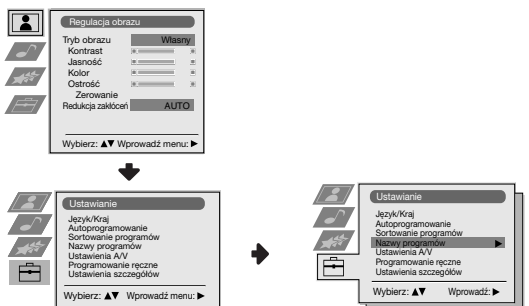 Regulacja obrazu
Tryb obrazu Własny
Kontrast
Jasność
Kolor
Ostrość
Zerowanie
Redukcja zakłóceń AUTO
Wybierz: ▲▼ Wprowadź menu: ▶
Ustawianie
Język/Kraj
Autoprogramowanie
Sortowanie programów
Nazwy programów
Ustawienia A/V
Programowanie ręczne
Ustawienia szczegółów
Wybierz: ▲▼ Wprowadź menu: ▶
Ustawianie
Język/Kraj
Autoprogramowanie
Sortowanie programów
Nazwy programów ▶
Ustawienia A/V
Programowanie ręczne
Ustawienia szczegółów
Wybierz: ▲▼ Wprowadź: ▶